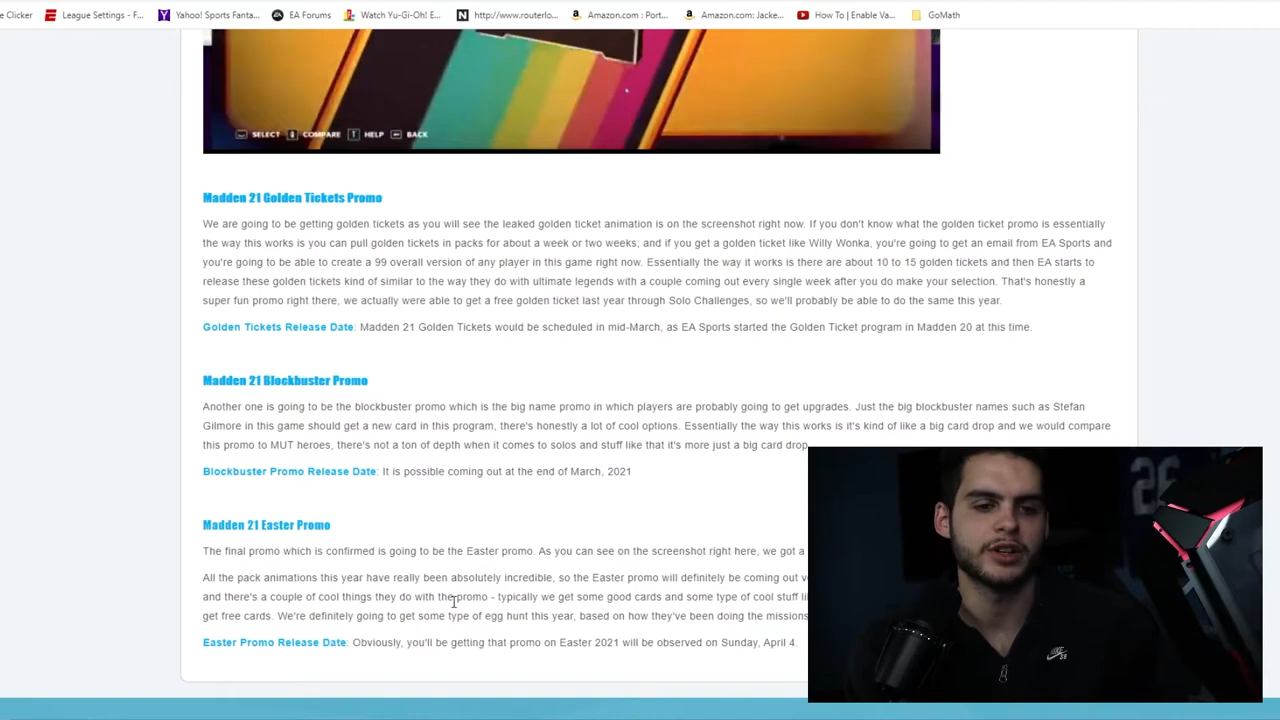 e Clicker League Settings - F... Yahoo! Sports Fanta... EA Forums Watch Yu-Gi-Oh! E... http://www.routerlo... Amazon.com : Port... Amazon.com: Jacke... How To | Enable Va... GoMath
SELECT COMPARE HELP BACK
Madden 21 Golden Tickets Promo
We are going to be getting golden tickets as you will see the leaked golden ticket animation is on the screenshot right now. If you don't know what the golden ticket promo is essentially
the way this works is you can pull golden tickets in packs for about a week or two weeks; and if you get a golden ticket like Willy Wonka, you're going to get an email from EA Sports and
you're going to be able to create a 99 overall version of any player in this game right now. Essentially the way it works is there are about 10 to 15 golden tickets and then EA starts to
release these golden tickets kind of similar to the way they do with ultimate legends with a couple coming out every single week after you do make your selection. That's honestly a
super fun promo right there, we actually were able to get a free golden ticket last year through Solo Challenges, so we'll probably be able to do the same this year.
Golden Tickets Release Date: Madden 21 Golden Tickets would be scheduled in mid-March, as EA Sports started the Golden Ticket program in Madden 20 at this time.
Madden 21 Blockbuster Promo
Another one is going to be the blockbuster promo which is the big name promo in which players are probably going to get upgrades. Just the big blockbuster names such as Stefan
Gilmore in this game should get a new card in this program, there's honestly a lot of cool options. Essentially the way this works is it's kind of like a big card drop and we would compare
this promo to MUT heroes, there's not a ton of depth when it comes to solos and stuff like that it's more just a big card drop.
Blockbuster Promo Release Date: It is possible coming out at the end of March, 2021
Madden 21 Easter Promo
The final promo which is confirmed is going to be the Easter promo. As you can see on the screenshot right here, we got a
All the pack animations this year have really been absolutely incredible, so the Easter promo will definitely be coming out
and there's a couple of cool things they do with the promo - typically we get some good cards and some type of cool stuff
get free cards. We're definitely going to get some type of egg hunt this year, based on how they've been doing the missions
Easter Promo Release Date: Obviously, you'll be getting that promo on Easter 2021 will be observed on Sunday, April 4.
26
NIKE SB